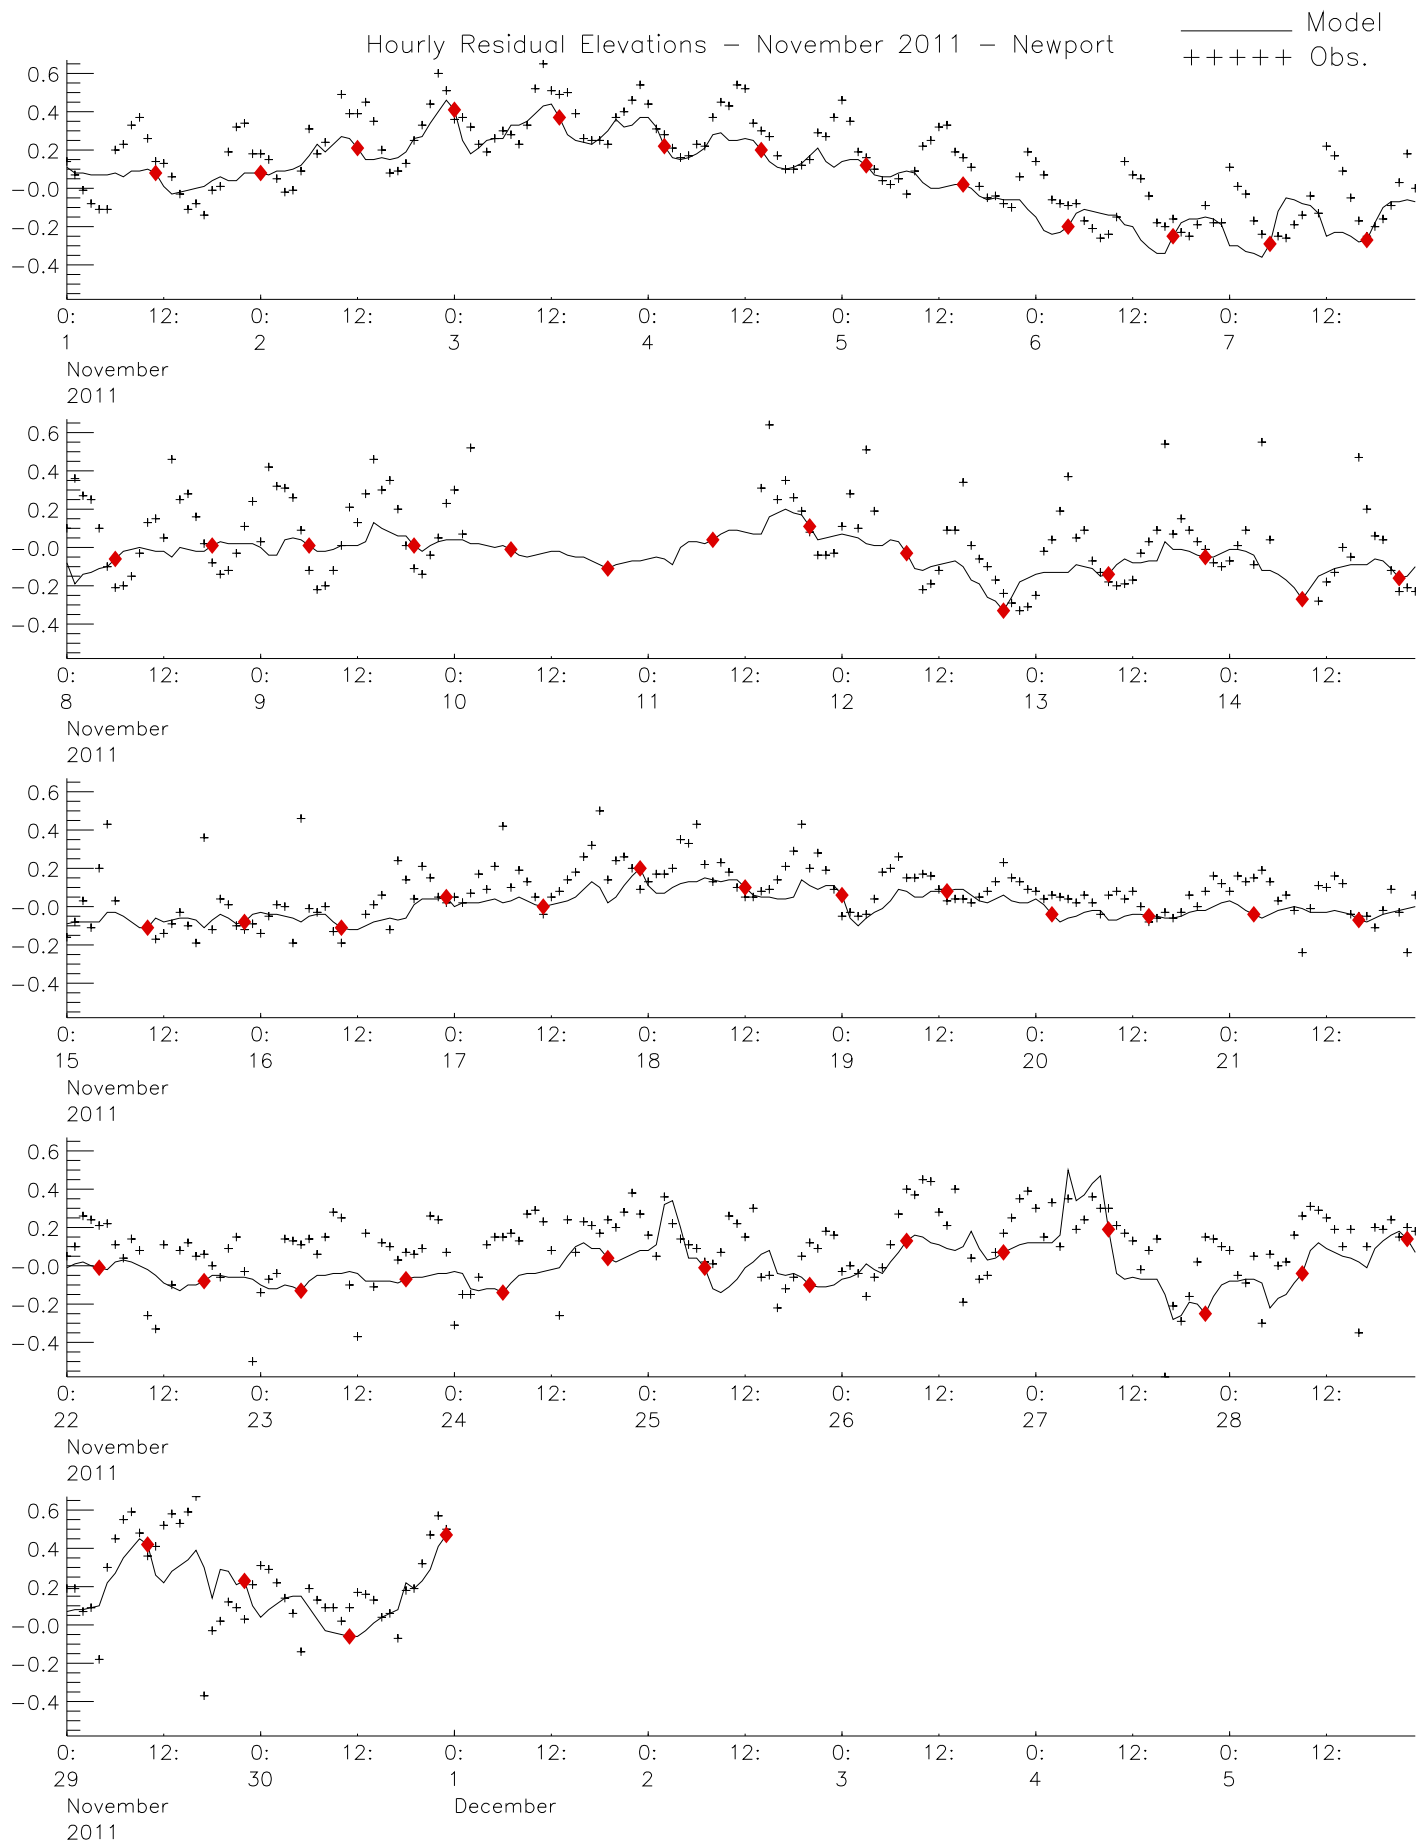 Hourly Residual Elevations – November 2011 – Newport
Model
+++++ Obs.
0.6
0.4
0.2
−0.0
−0.2
−0.4
0: 12: 0: 12: 0: 12: 0: 12: 0: 12: 0: 12: 0: 12:
1 2 3 4 5 6 7
November
2011
0.6
0.4
0.2
−0.0
−0.2
−0.4
0: 12: 0: 12: 0: 12: 0: 12: 0: 12: 0: 12: 0: 12:
8 9 10 11 12 13 14
November
2011
0.6
0.4
0.2
−0.0
−0.2
−0.4
0: 12: 0: 12: 0: 12: 0: 12: 0: 12: 0: 12: 0: 12:
15 16 17 18 19 20 21
November
2011
0.6
0.4
0.2
−0.0
−0.2
−0.4
0: 12: 0: 12: 0: 12: 0: 12: 0: 12: 0: 12: 0: 12:
22 23 24 25 26 27 28
November
2011
0.6
0.4
0.2
−0.0
−0.2
−0.4
0: 12: 0: 12: 0: 12: 0: 12: 0: 12: 0: 12: 0: 12:
29 30 1 2 3 4 5
November December
2011